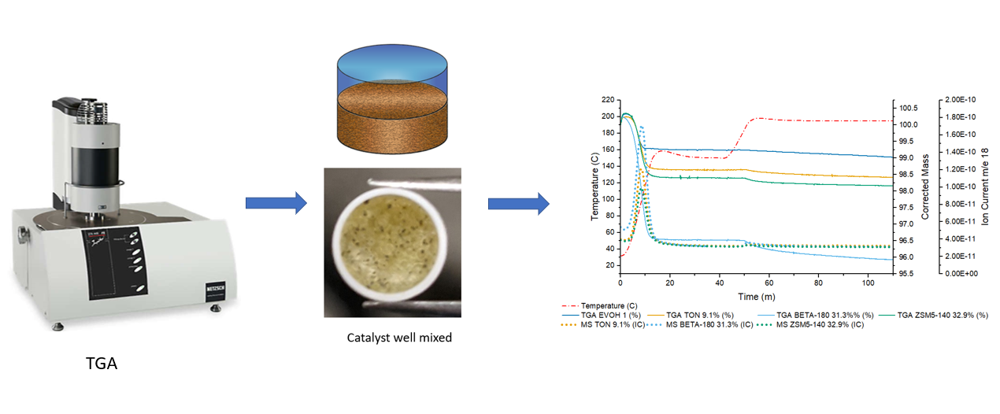 NETZSCH
TGA
Catalyst well mixed
220
200
180
160
140
120
100
80
60
40
20
Temperature (C)
0
20
40
60
80
100
Time (m)
100.5
100.0
99.5
99.0
98.5
98.0
97.5
97.0
96.5
96.0
95.5
Corrected Mass
2.00E-10
1.80E-10
1.60E-10
1.40E-10
1.20E-10
1.00E-10
8.00E-11
6.00E-11
4.00E-11
2.00E-11
0.00E+00
Ion Current m/e 18
Temperature (C)
TGA EVOH 1 (%) TGA TON 9.1% (%) TGA BETA-180 31.3%% (%) TGA ZSM5-140 32.9% (%)
MS TON 9.1% (IC) MS BETA-180 31.3% (IC) MS ZSM5-140 32.9% (IC)